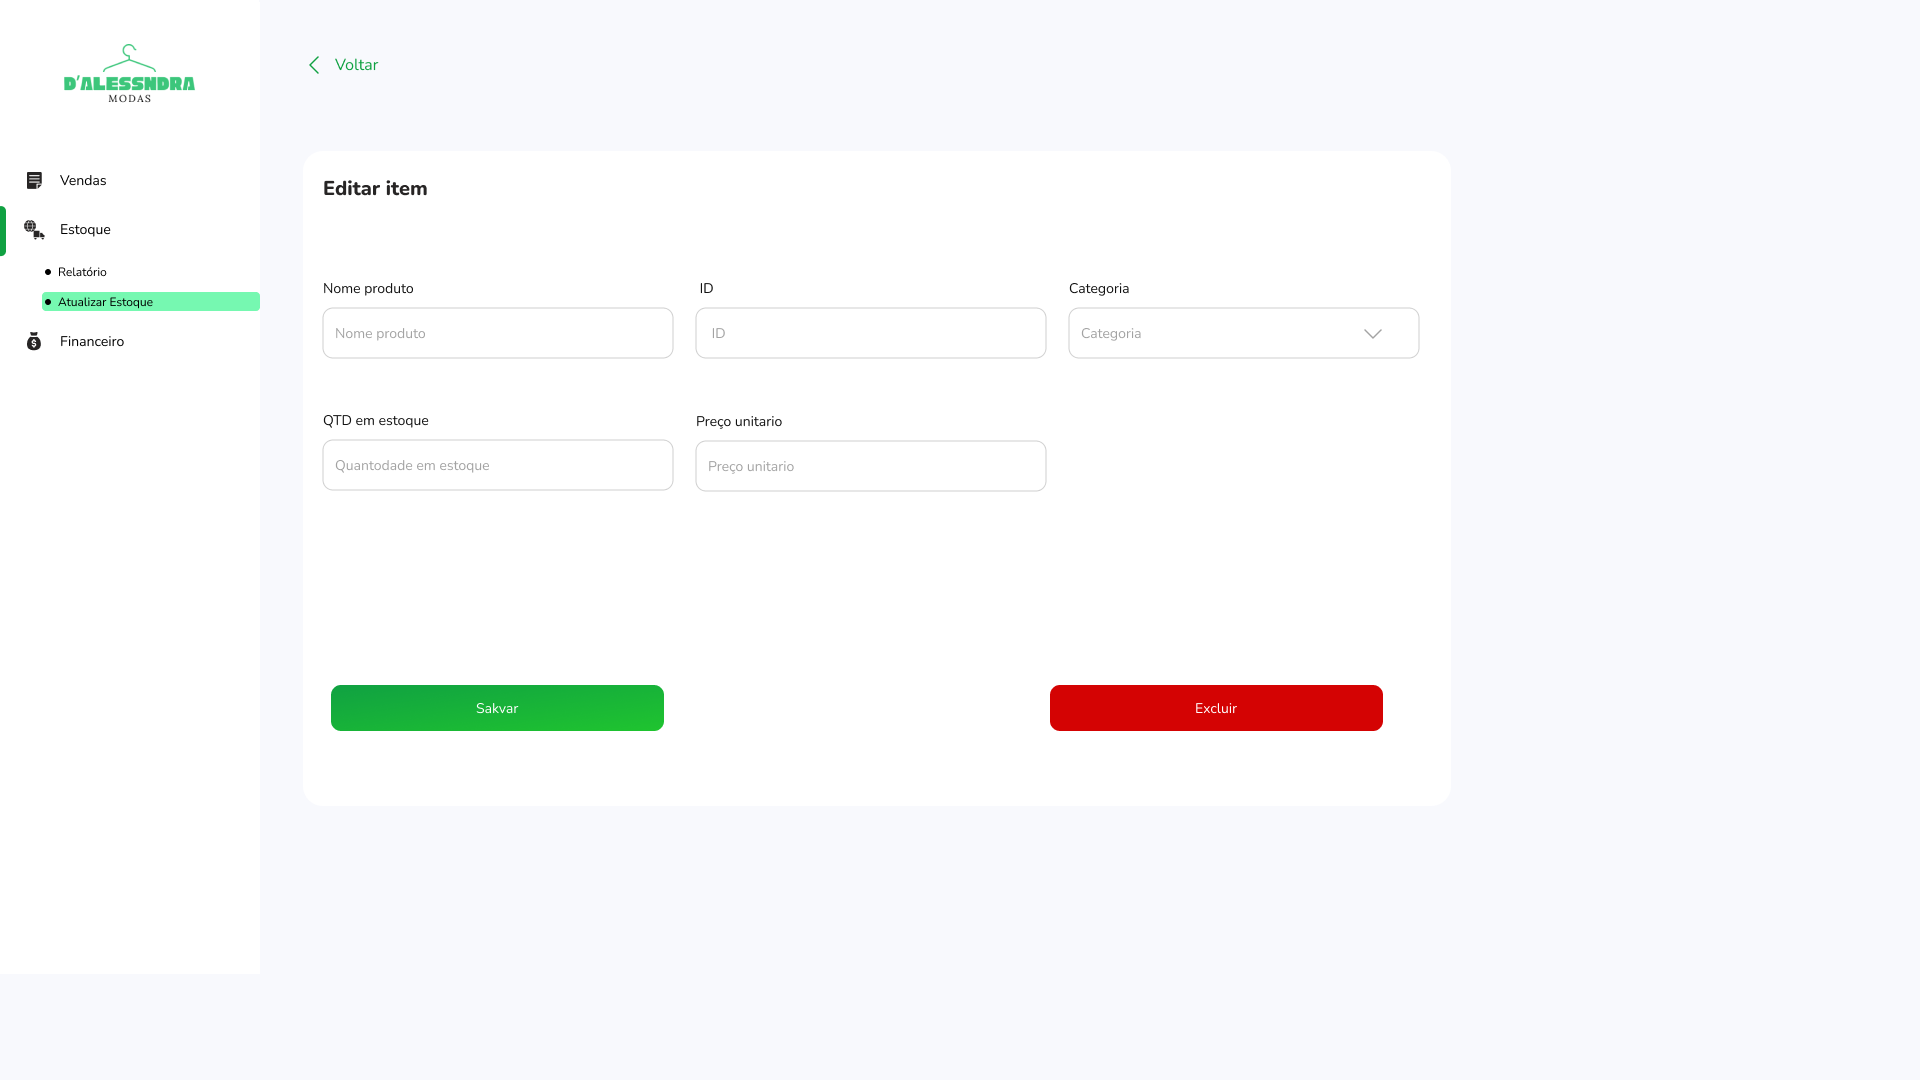 D'ALESSNDRA
MODAS
Vendas
Estoque
Relatório
Atualizar Estoque
Financeiro
Voltar
Editar item
Nome produto
ID
Categoria
Nome produto
ID
Categoria
QTD em estoque
Preço unitario
Quantodade em estoque
Preço unitario
Sakvar
Excluir